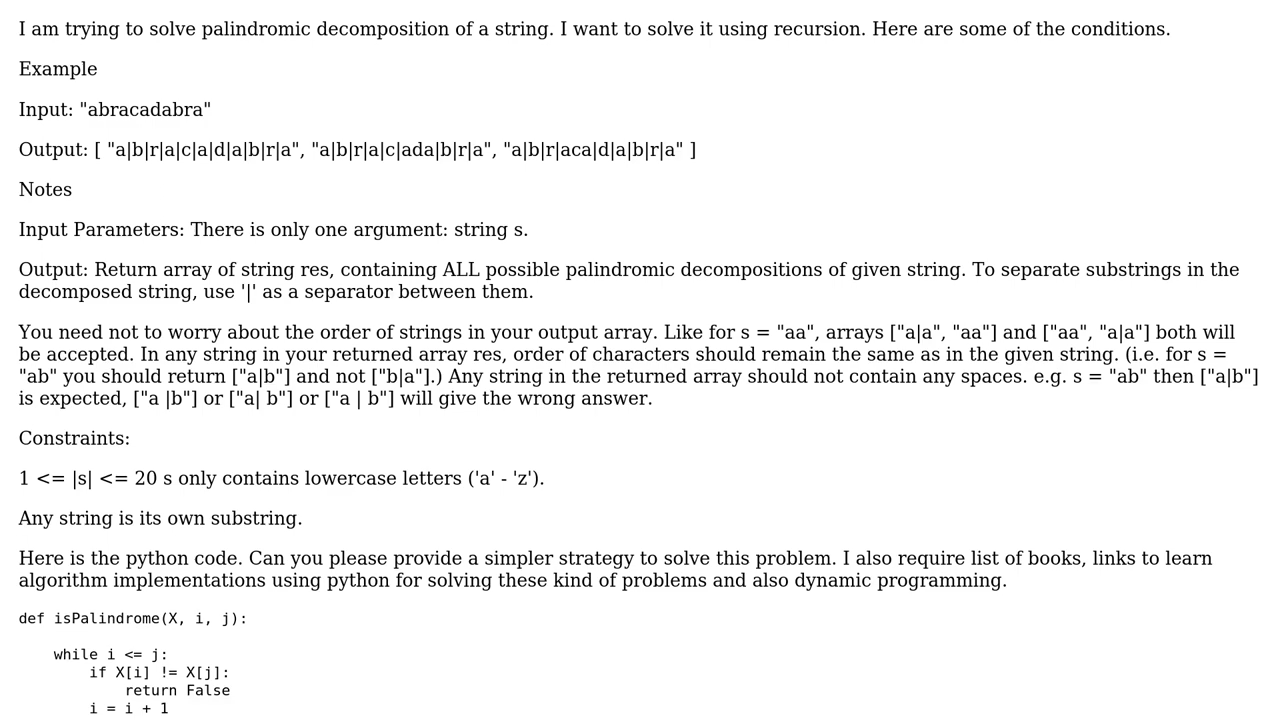 I am trying to solve palindromic decomposition of a string. I want to solve it using recursion. Here are some of the conditions.
Example
Input: "abracadabra"
Output: [ "a|b|r|a|c|a|d|a|b|r|a", "a|b|r|a|c|ada|b|r|a", "a|b|r|aca|d|a|b|r|a" ]
Notes
Input Parameters: There is only one argument: string s.
Output: Return array of string res, containing ALL possible palindromic decompositions of given string. To separate substrings in the
decomposed string, use '|' as a separator between them.
You need not to worry about the order of strings in your output array. Like for s = "aa", arrays ["a|a", "aa"] and ["aa", "a|a"] both will
be accepted. In any string in your returned array res, order of characters should remain the same as in the given string. (i.e. for s =
"ab" you should return ["a|b"] and not ["b|a"].) Any string in the returned array should not contain any spaces. e.g. s = "ab" then ["a|b"]
is expected, ["a |b"] or ["a| b"] or ["a | b"] will give the wrong answer.
Constraints:
1 <= |s| <= 20 s only contains lowercase letters ('a' - 'z').
Any string is its own substring.
Here is the python code. Can you please provide a simpler strategy to solve this problem. I also require list of books, links to learn
algorithm implementations using python for solving these kind of problems and also dynamic programming.
def isPalindrome(X, i, j):
    while i <= j:
        if X[i] != X[j]:
            return False
        i = i + 1